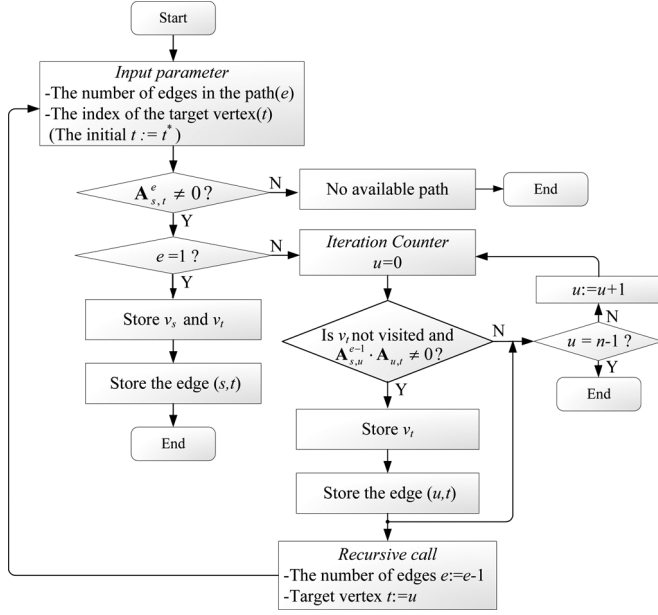 Start
Input parameter
-The number of edges in the path(e)
-The index of the target vertex(t)
(The initial t := t*)
A^e_{s,t} ≠ 0 ?
N
No available path
End
Y
e =1 ?
N
Iteration Counter
u=0
Y
u:=u+1
Store v_s and v_t
Is v_t not visited and
A^{e-1}_{s,u} · A_{u,t} ≠ 0?
N
N
u = n-1 ?
Y
Store the edge (s,t)
Y
End
End
Store v_t
Store the edge (u,t)
Recursive call
-The number of edges e:=e-1
-Target vertex t:=u